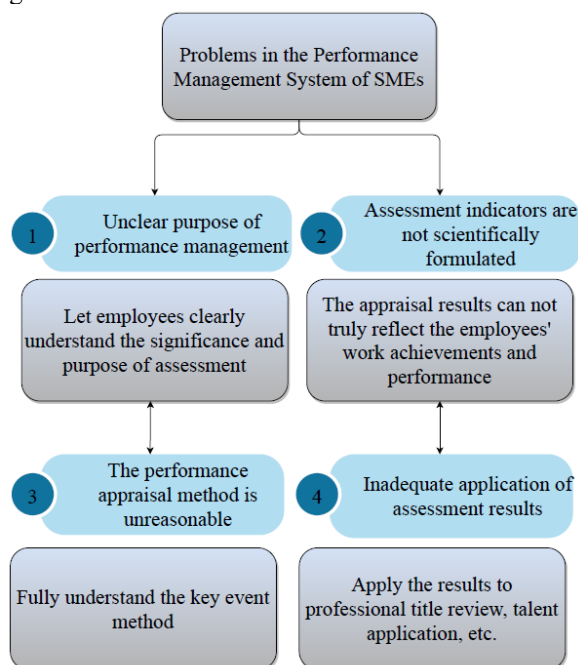 Problems in the Performance
Management System of SMEs
1
Unclear purpose of
performance management
2
Assessment indicators are
not scientifically
formulated
Let employees clearly
understand the significance and
purpose of assessment
The appraisal results can not
truly reflect the employees'
work achievements and
performance
3
The performance
appraisal method is
unreasonable
4
Inadequate application of
assessment results
Fully understand the key event
method
Apply the results to
professional title review, talent
application, etc.